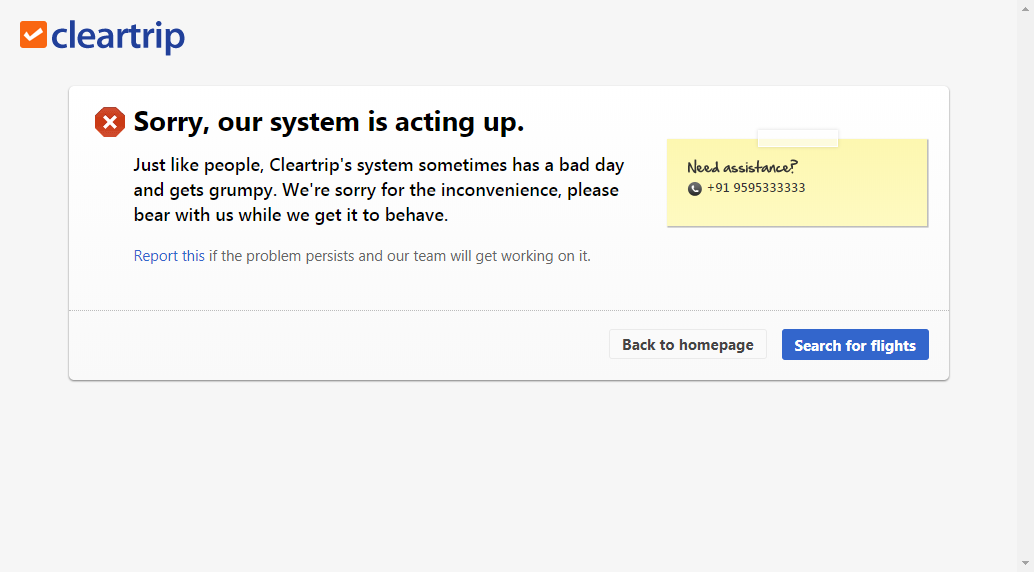 cleartrip
Sorry, our system is acting up.
Just like people, Cleartrip's system sometimes has a bad day
and gets grumpy. We're sorry for the inconvenience, please
bear with us while we get it to behave.
Report this if the problem persists and our team will get working on it.
Need assistance?
+91 9595333333
Back to homepage
Search for flights